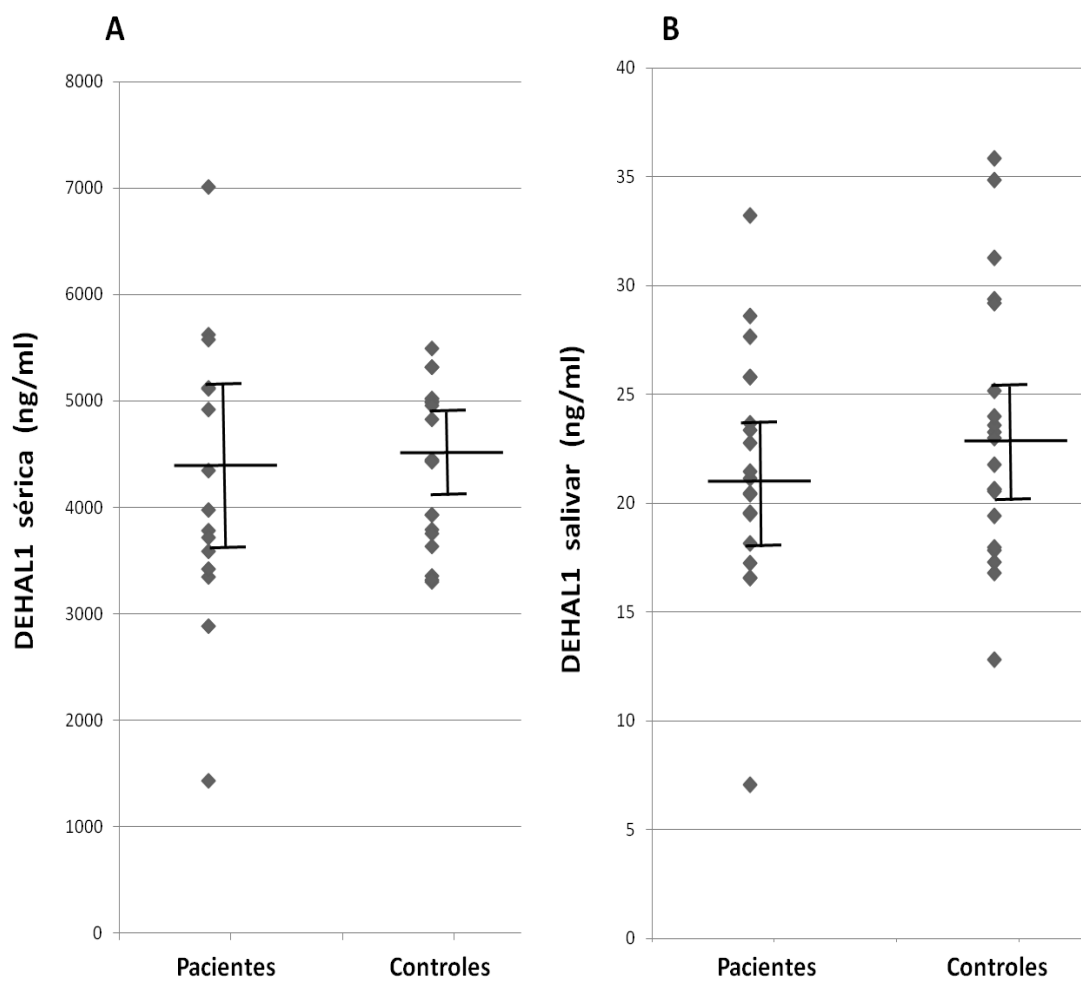 A
DEHAL1 sérica (ng/ml)
8000
7000
6000
5000
4000
3000
2000
1000
0
Pacientes
Controles
B
DEHAL1 salivar (ng/ml)
40
35
30
25
20
15
10
5
0
Pacientes
Controles